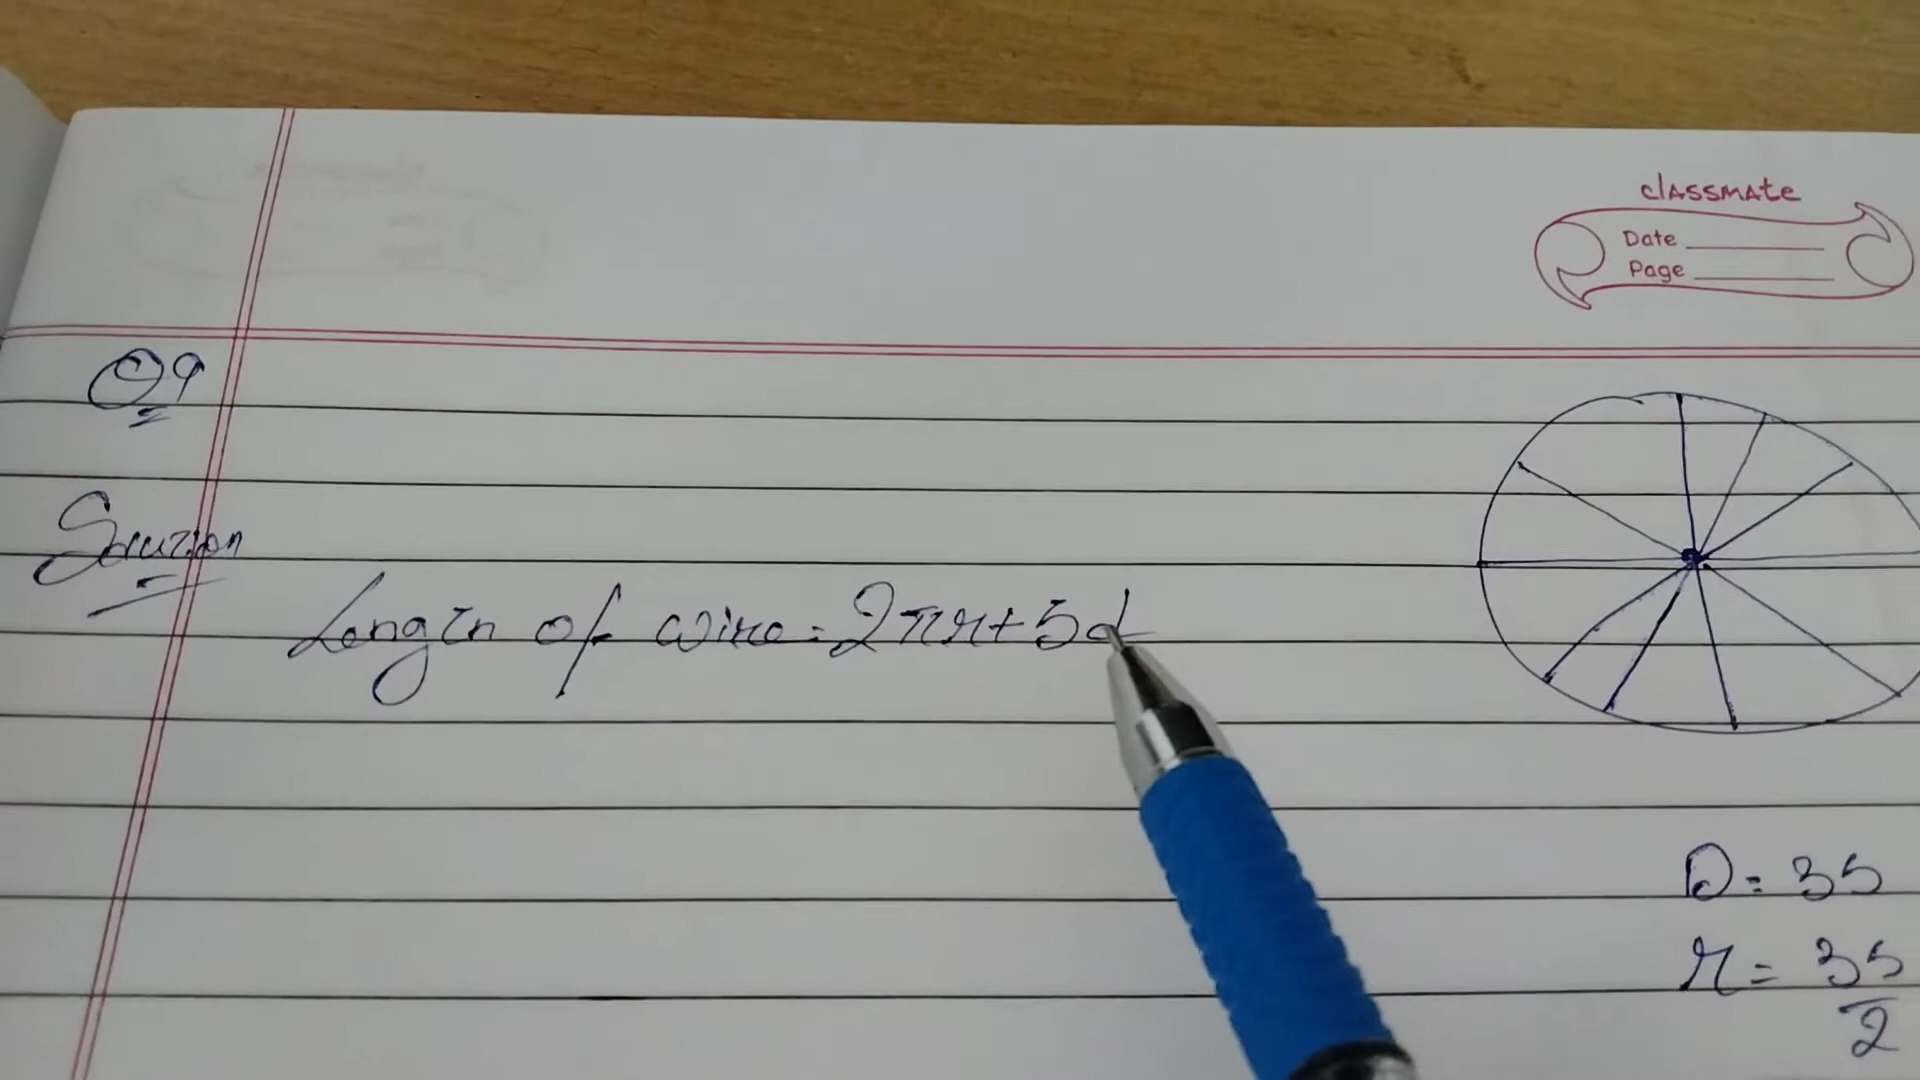 classmate
Date
Page
Q9
Solution
Length of wire = 2πr + 5d
D = 35
r = 35
2